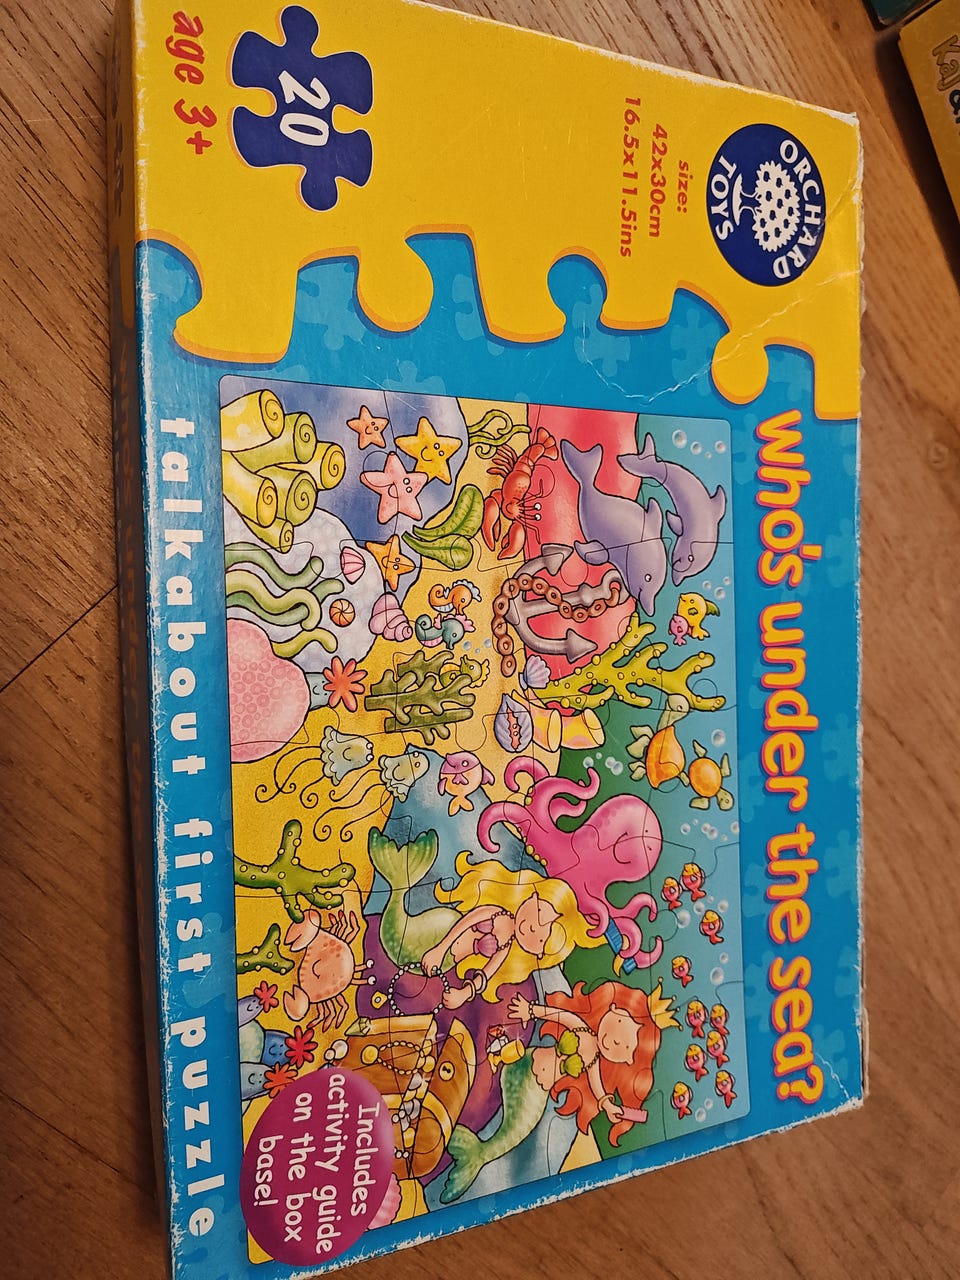 ORCHARD
TOYS
size:
42x30cm
16.5x11.5ins
20
age 3+
who's under the sea?
Includes
activity guide
on the box
base!
talkabout first puzzle